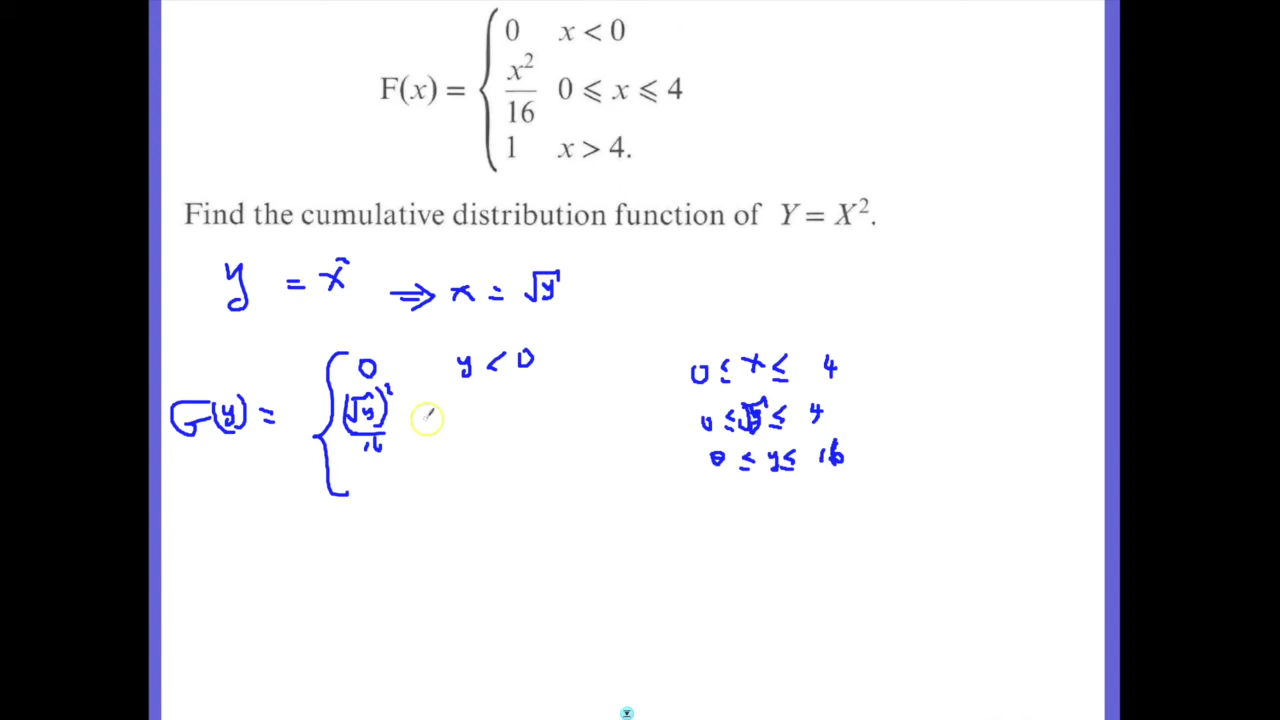 F(x) = { 0 x < 0
x²/16 0 ⩽ x ⩽ 4
1 x > 4.
Find the cumulative distribution function of Y = X².
y = x² ⇒ x = √y
G(y) = { 0 y < 0
(√y)²/16
0 ≤ x ≤ 4
0 ≤ √y ≤ 4
0 ≤ y ≤ 16